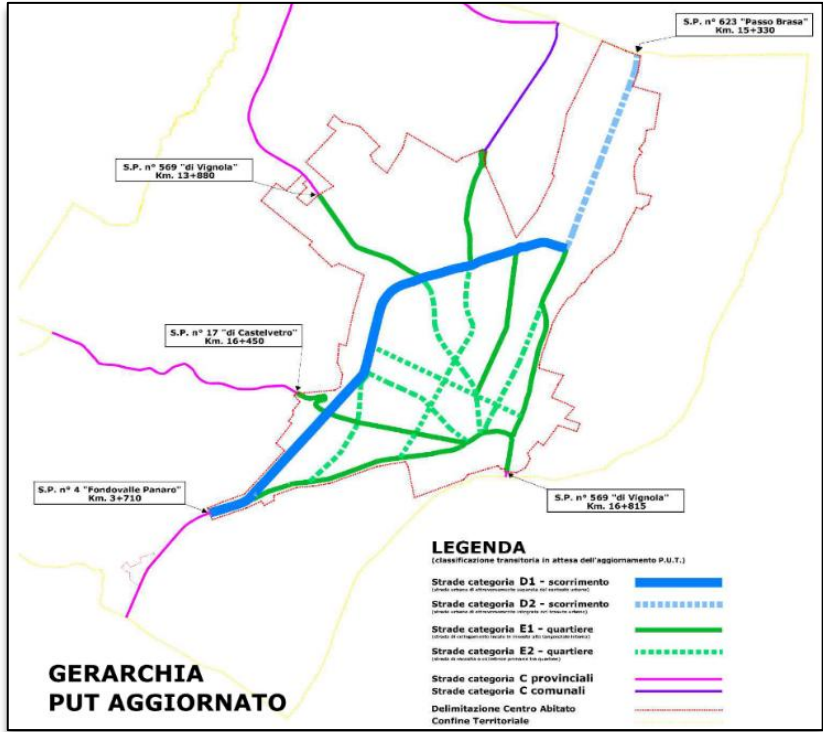 S.P. n° 623 "Passo Brasa"
Km. 15+330
S.P. n° 569 "di Vignola"
Km. 13+880
S.P. n° 17 "di Castelvetro"
Km. 16+450
S.P. n° 4 "Fondovalle Panaro"
Km. 3+710
S.P. n° 569 "di Vignola"
Km. 16+815
LEGENDA
(classificazione transitoria in attesa dell'aggiornamento P.U.T.)
Strade categoria D1 - scorrimento
Strade categoria D2 - scorrimento
Strade categoria E1 - quartiere
Strade categoria E2 - quartiere
Strade categoria C provinciali
Strade categoria C comunali
Delimitazione Centro Abitato
Confine Territoriale
GERARCHIA
PUT AGGIORNATO